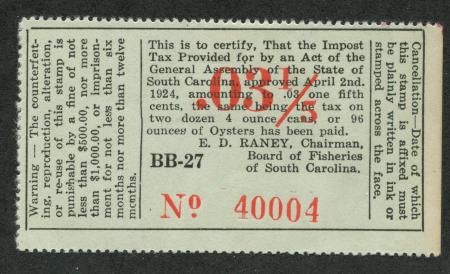 Warning — The counterfeit-
ing, reproduction, alteration,
or re-use of this stamp is
punishable by a fine of not
less than $500.00, nor more
than $1,000.00, or imprison-
ment for not less than six
months nor more than twelve
months.
This is to certify, That the Impost
Tax Provided for by an Act of the
General Assembly of the State of
South Carolina, approved April 2nd.
1924, amounting to .03 one fifth
cents, the same being the tax on
two dozen 4 ounce cans, or 96
ounces of Oysters has been paid.
E. D. RANEY, Chairman,
BB-27 Board of Fisheries
of South Carolina.
.03⅕
No 40004
Cancellation—Date of which
this stamp is affixed must
be plainly written in ink or
stamped across the face.